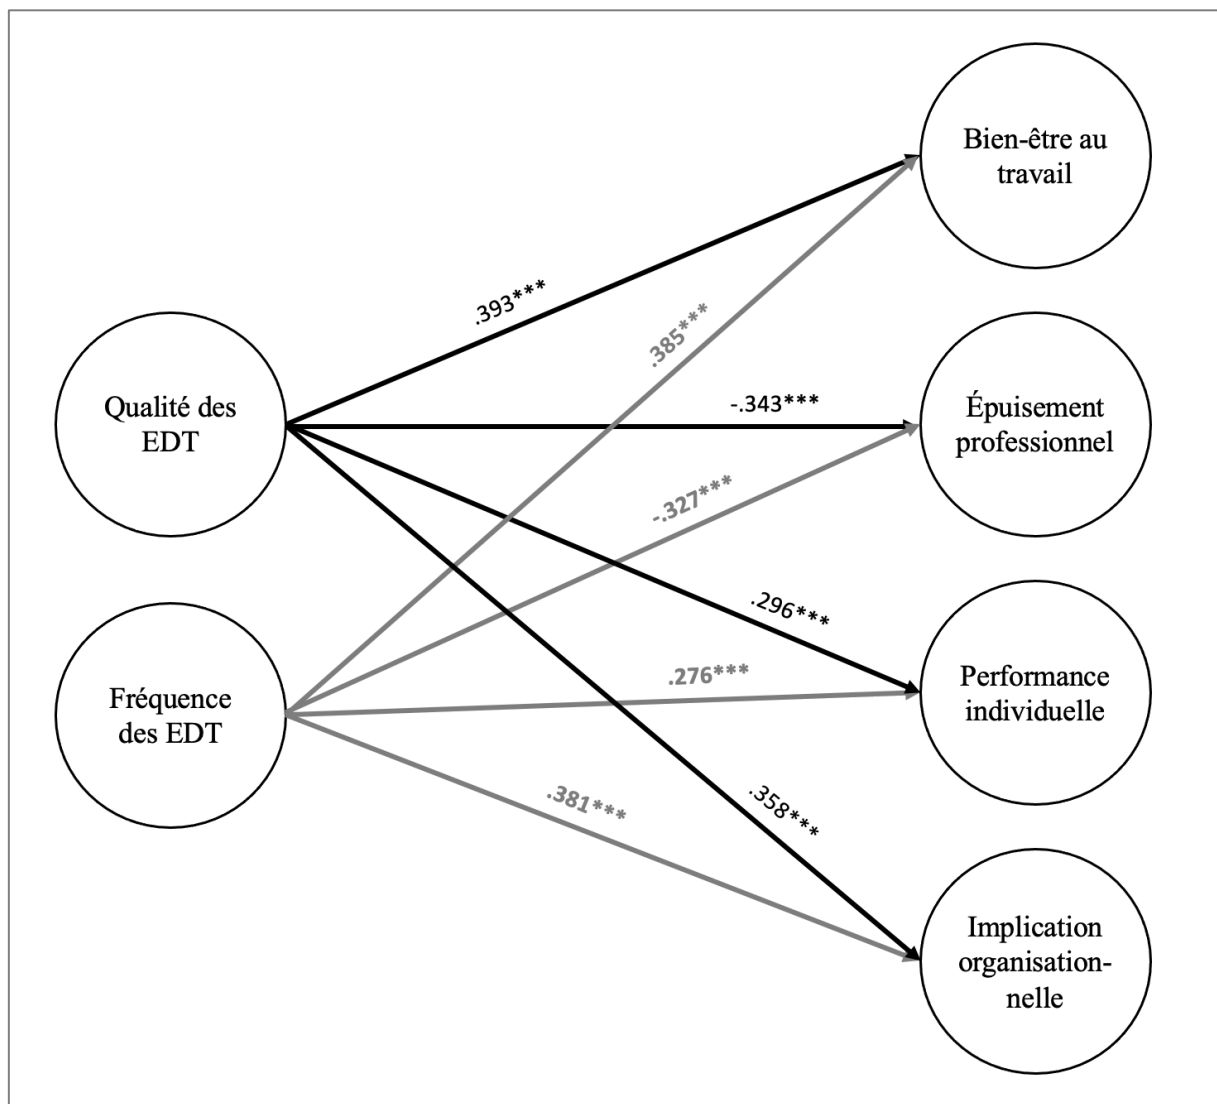 Bien-être au
travail
.393***
.385***
Qualité des
EDT
-.343***
Épuisement
professionnel
-.327***
.296***
Fréquence
des EDT
.276***
Performance
individuelle
.381***
.358***
Implication
organisation-
nelle